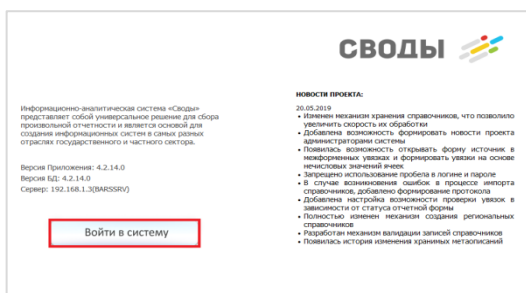 СВОДЫ
Информационно-аналитическая система «Своды»
представляет собой универсальное решение для сбора
произвольной отчетности и является основой для
создания информационных систем в самых разных
отраслях государственного и частного сектора.
Версия Приложения: 4.2.14.0
Версия БД: 4.2.14.0
Сервер: 192.168.1.3(BARSSRV)
Войти в систему
НОВОСТИ ПРОЕКТА:
20.05.2019
• Изменен механизм хранения справочников, что позволило
увеличить скорость их обработки
• Добавлена возможность формировать новости проекта
администраторами системы
• Появилась возможность открывать форму источник в
межформенных увязках и формировать увязки на основе
нечисловых значений ячеек
• Запрещено использование пробела в логине и пароле
• В случае возникновения ошибок в процессе импорта
справочников, добавлено формирование протокола
• Добавлена настройка возможности проверки увязок в
зависимости от статуса отчетной формы
• Полностью изменен механизм создания региональных
справочников
• Разработан механизм валидации записей справочников
• Появилась история изменения хранимых метаописаний